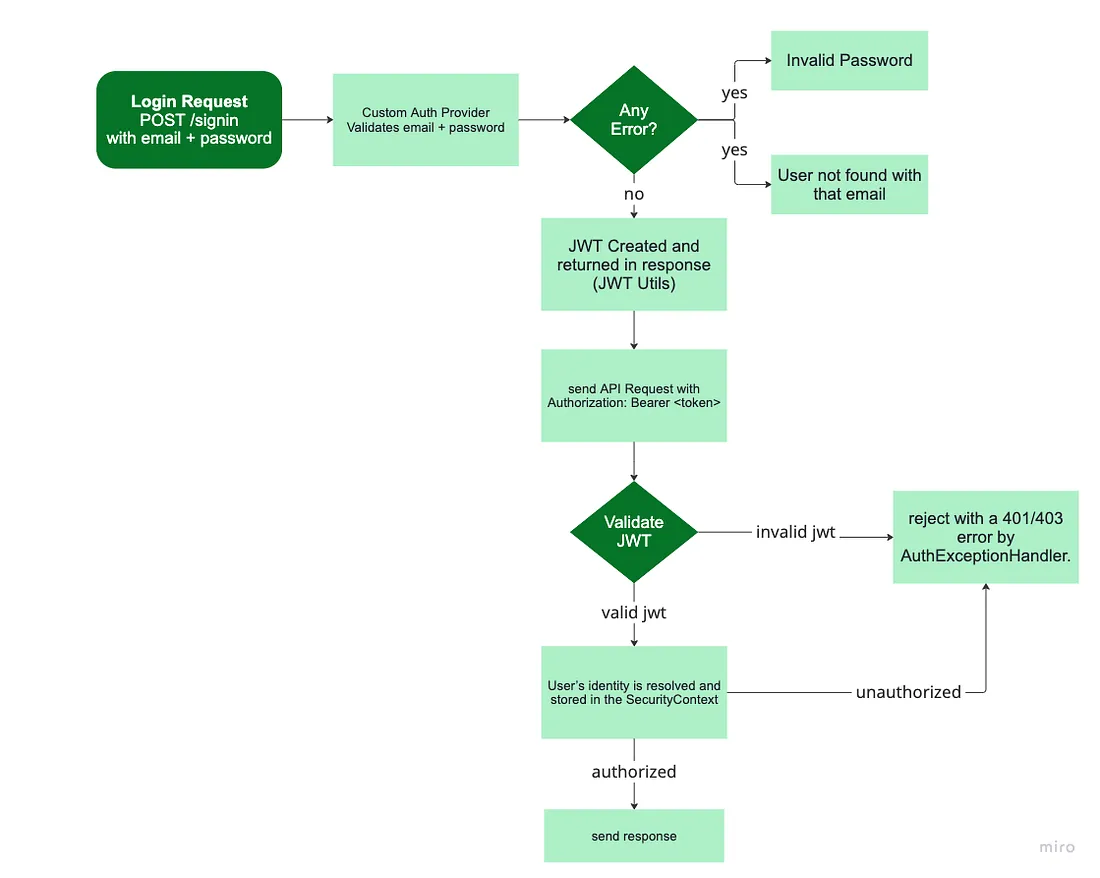 Login Request
POST /signin
with email + password
Custom Auth Provider
Validates email + password
Any
Error?
yes
Invalid Password
yes
User not found with
that email
no
JWT Created and
returned in response
(JWT Utils)
send API Request with
Authorization: Bearer <token>
Validate
JWT
invalid jwt
reject with a 401/403
error by
AuthExceptionHandler.
valid jwt
User's identity is resolved and
stored in the SecurityContext
unauthorized
authorized
send response
miro